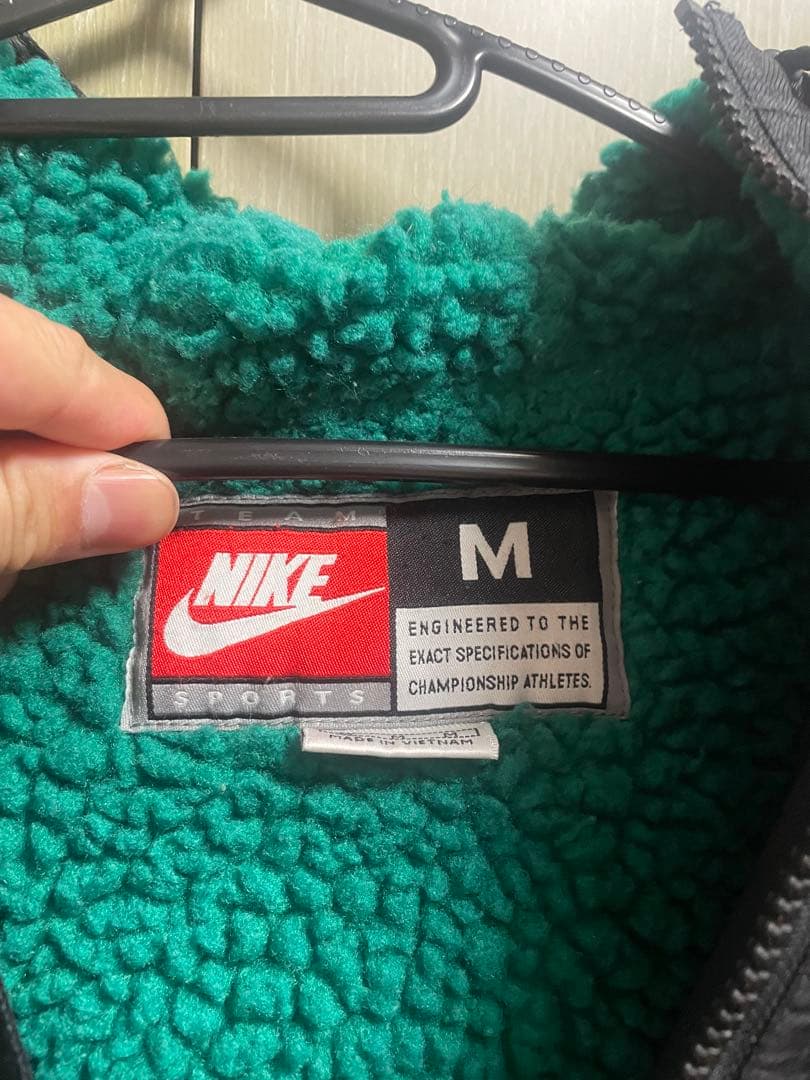 TEAM
NIKE
SPORTS
M
ENGINEERED TO THE
EXACT SPECIFICATIONS OF
CHAMPIONSHIP ATHLETES.
MADE IN VIETNAM